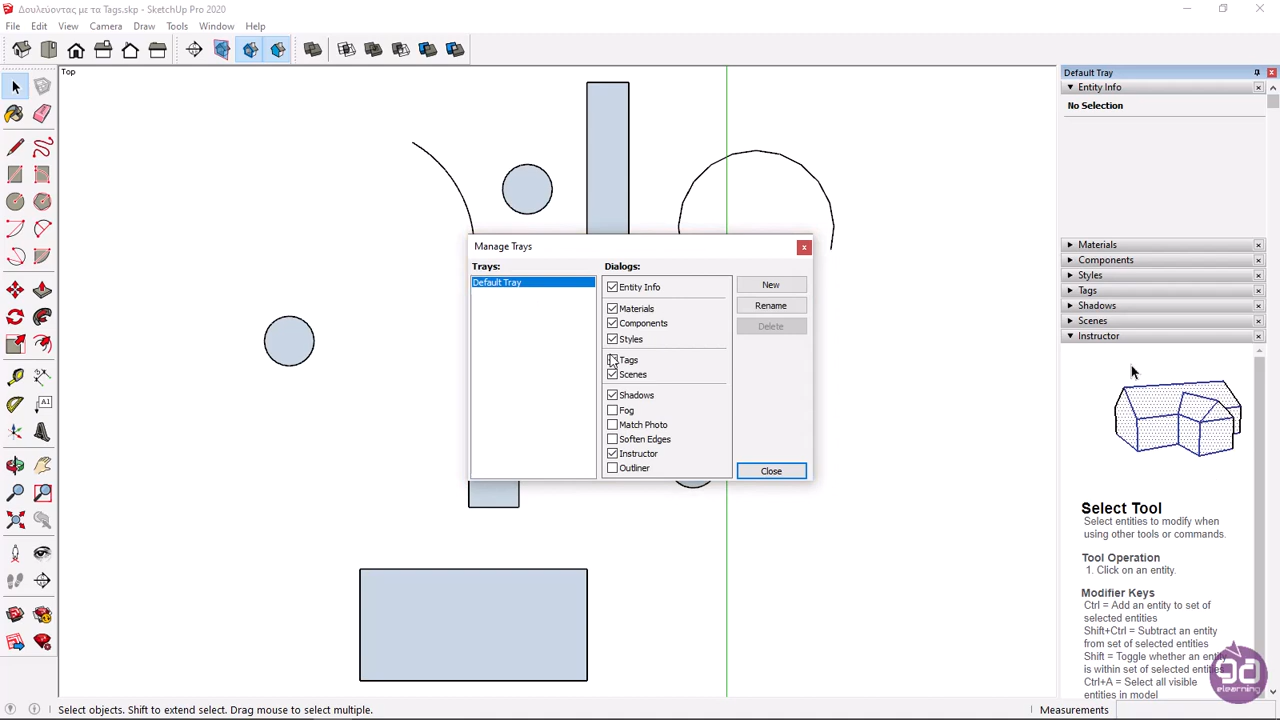 Δουλεύοντας με τα Tags.skp - SketchUp Pro 2020
File Edit View Camera Draw Tools Window Help
Top
Default Tray
Entity Info
No Selection
Materials
Components
Styles
Tags
Shadows
Scenes
Instructor
Manage Trays
Trays:
Default Tray
Dialogs:
Entity Info
Materials
Components
Styles
Tags
Scenes
Shadows
Fog
Match Photo
Soften Edges
Instructor
Outliner
New
Rename
Delete
Close
A1
Select Tool
Select entities to modify when
using other tools or commands.
Tool Operation
1. Click on an entity.
Modifier Keys
Ctrl = Add an entity to set of
selected entities
Shift+Ctrl = Subtract an entity
from set of selected entities
Shift = Toggle whether an entity
is within set of selected entities
Ctrl+A = Select all visible
entities in model
elearning
Select objects. Shift to extend select. Drag mouse to select multiple.
Measurements